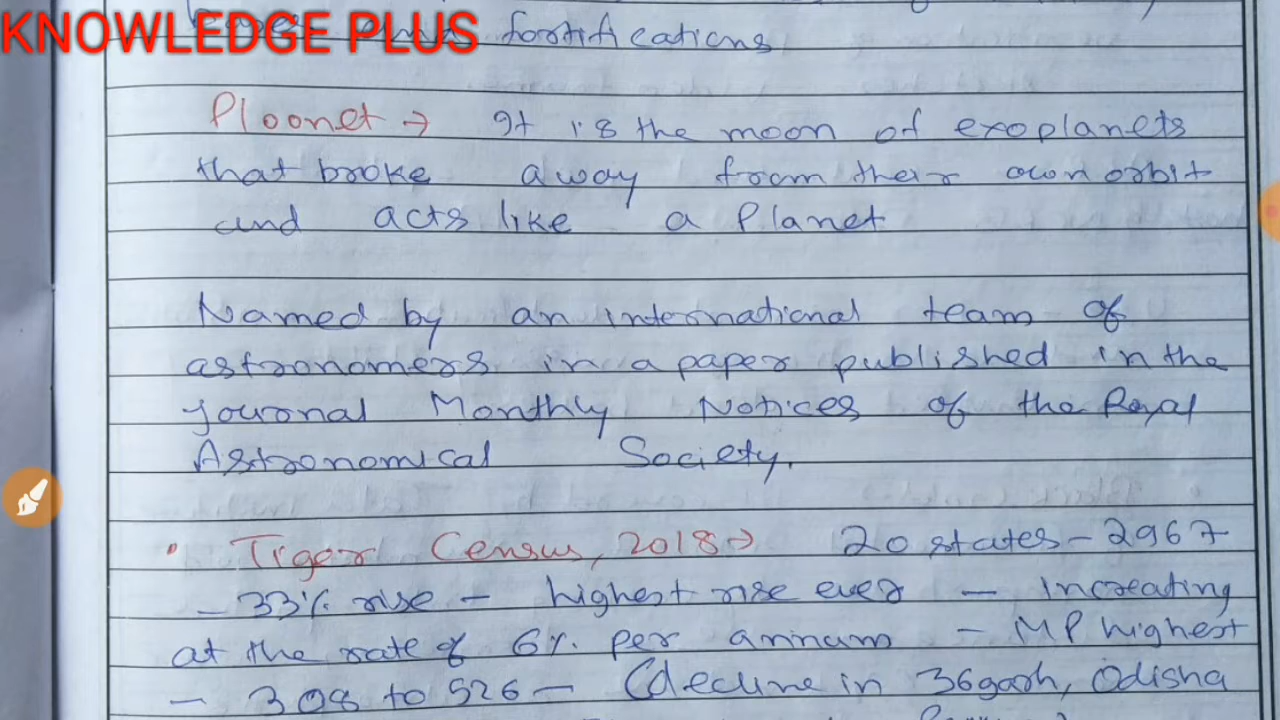 KNOWLEDGE PLUS
and fortifications
Ploonet → It is the moon of exoplanets
that broke away from their own orbit
and acts like a Planet
Named by an international team of
astronomers in a paper published in the
journal Monthly Notices of the Royal
Astronomical Society.
• Tiger Census, 2018 → 20 states - 2967
- 33% rise - highest rise ever - Increating
at the rate of 6% per annum - MP highest
- 308 to 526 - (decline in 36garh, Odisha